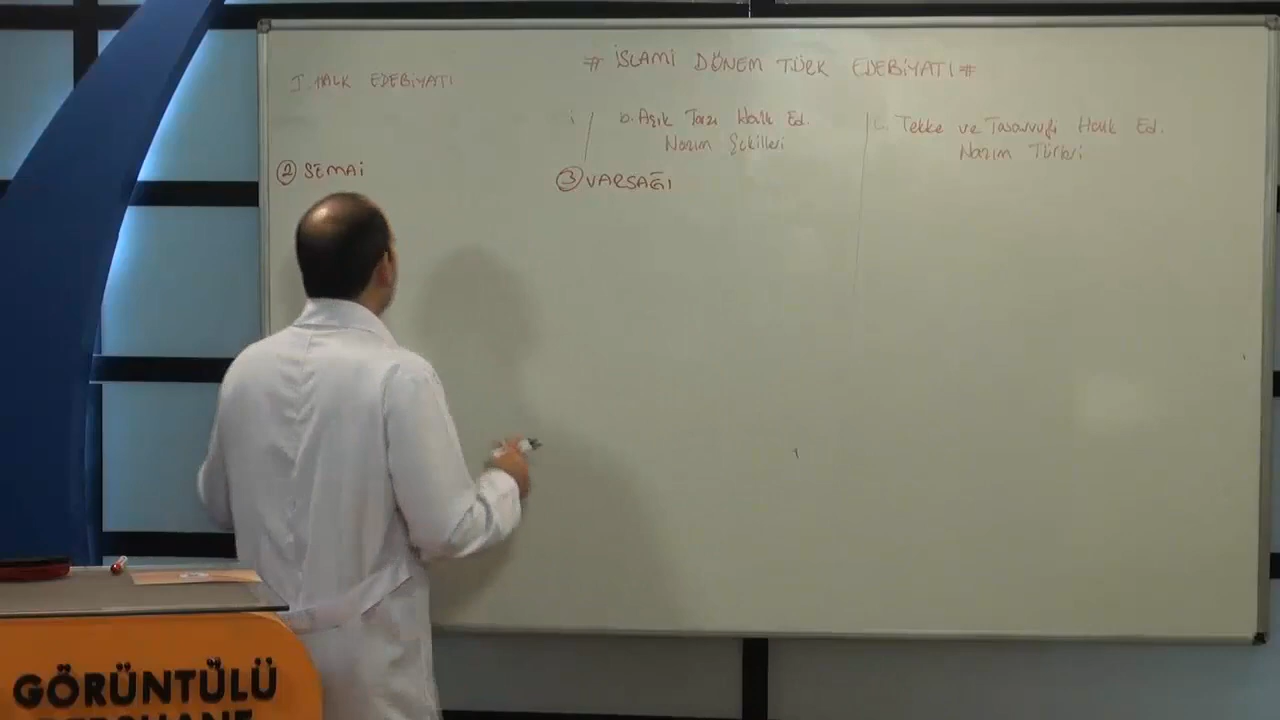 # İSLAMİ DÖNEM TÜRK EDEBİYATI #
I. HALK EDEBİYATI
b. Aşık Tarzı Halk Ed.
Nazım Şekilleri
c. Tekke ve Tasavvufi Halk Ed.
Nazım Türleri
② SEMAİ
③ VARSAĞI
GÖRÜNTÜLÜ
DERSHANE